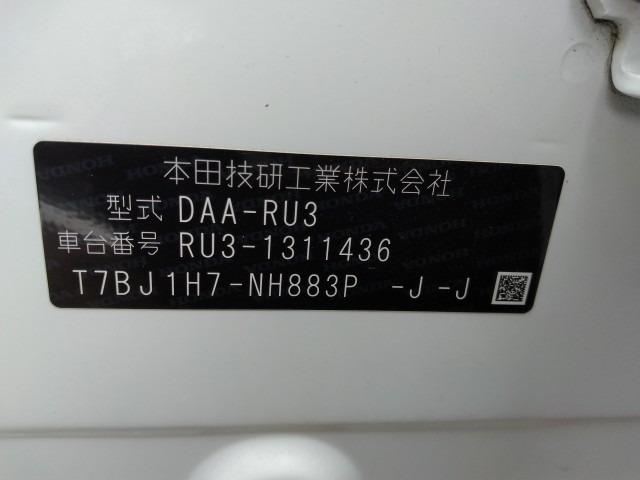 本田技研工業株式会社
型式 DAA-RU3
車台番号 RU3-1311436
T7BJ1H7-NH883P -J -J